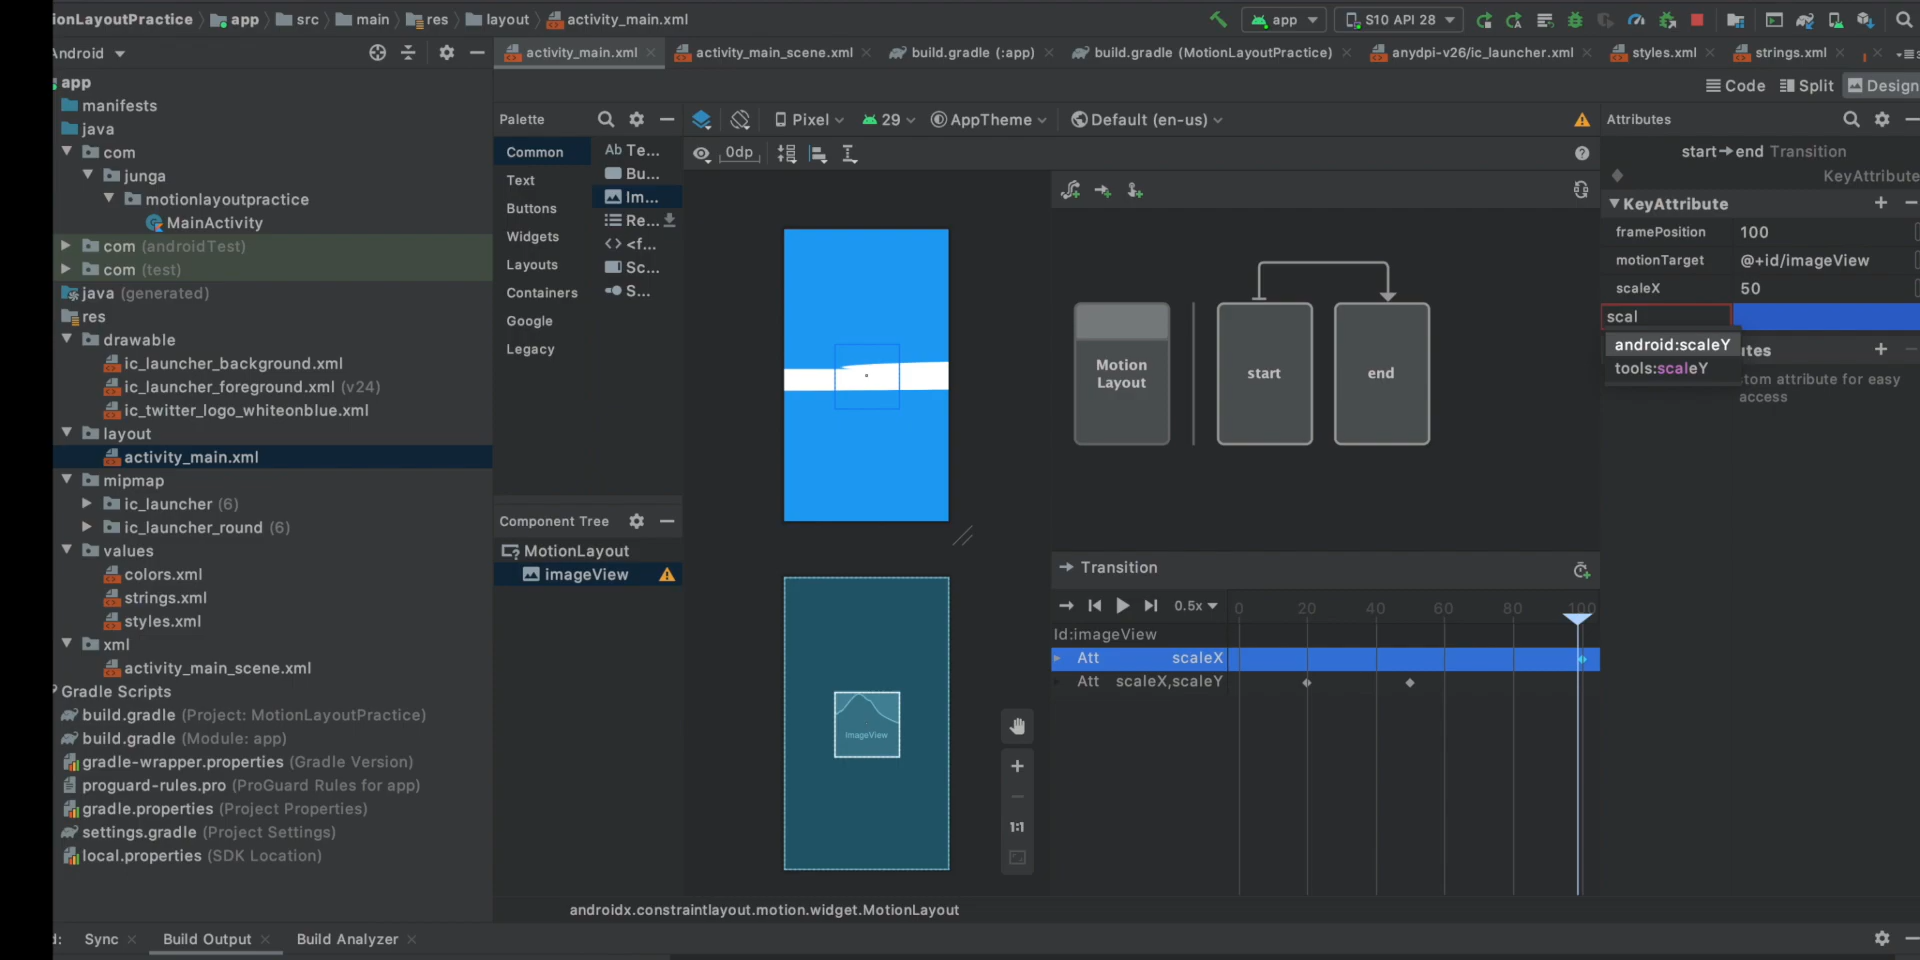 ionLayoutPractice app src main res layout activity_main.xml
app S10 API 28
Android
activity_main.xml activity_main_scene.xml build.gradle (:app) build.gradle (MotionLayoutPractice) anydpi-v26/ic_launcher.xml styles.xml strings.xml
Code Split Design
app
manifests
java
com
junga
motionlayoutpractice
MainActivity
com (androidTest)
com (test)
java (generated)
res
drawable
ic_launcher_background.xml
ic_launcher_foreground.xml (v24)
ic_twitter_logo_whiteonblue.xml
layout
activity_main.xml
mipmap
ic_launcher (6)
ic_launcher_round (6)
values
colors.xml
strings.xml
styles.xml
xml
activity_main_scene.xml
Gradle Scripts
build.gradle (Project: MotionLayoutPractice)
build.gradle (Module: app)
gradle-wrapper.properties (Gradle Version)
proguard-rules.pro (ProGuard Rules for app)
gradle.properties (Project Properties)
settings.gradle (Project Settings)
local.properties (SDK Location)
Palette
Common
Text
Buttons
Widgets
Layouts
Containers
Google
Legacy
Ab Te...
Bu...
Im...
Re...
<> <f...
Sc...
S...
Component Tree
MotionLayout
imageView
Pixel 29 AppTheme Default (en-us)
0dp
ImageView
1:1
Motion
Layout
start
end
Transition
0.5x 0 20 40 60 80 100
Id:imageView
Att scaleX
Att scaleX,scaleY
Attributes
start→end Transition
KeyAttribute
KeyAttribute
framePosition 100
motionTarget @+id/imageView
scaleX 50
scal
android:scaleY
tools:scaleY
utes
tom attribute for easy
access
androidx.constraintlayout.motion.widget.MotionLayout
d: Sync Build Output Build Analyzer